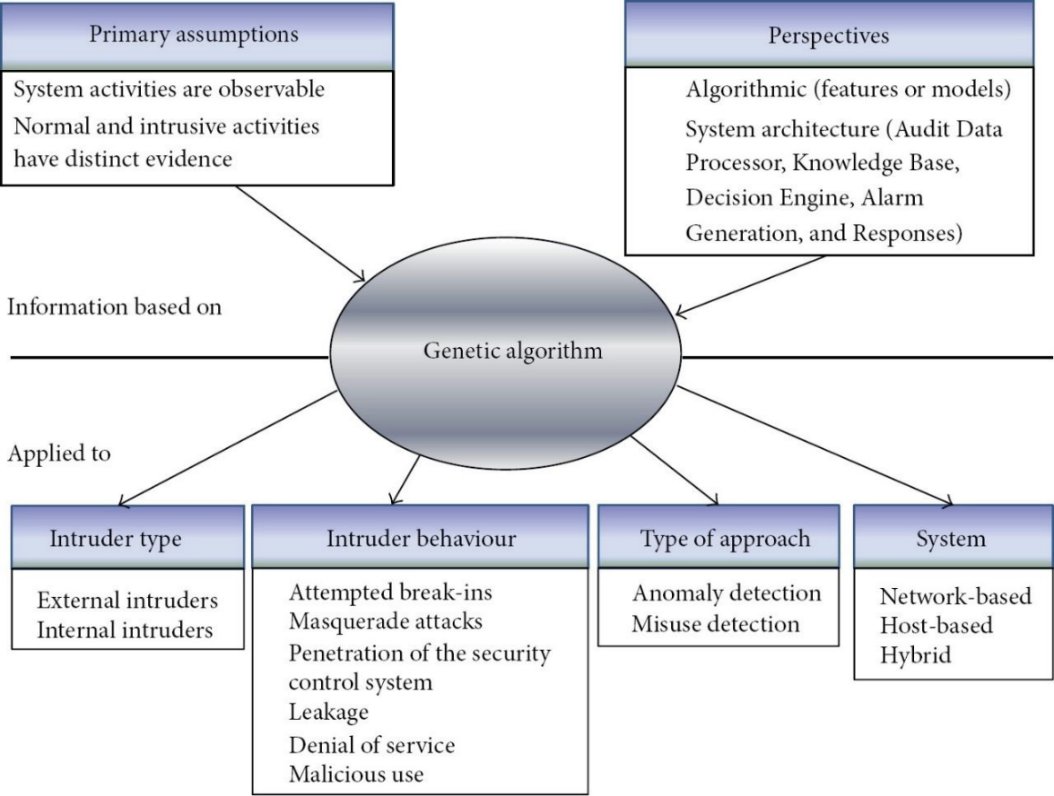 Primary assumptions
System activities are observable
Normal and intrusive activities
have distinct evidence
Perspectives
Algorithmic (features or models)
System architecture (Audit Data
Processor, Knowledge Base,
Decision Engine, Alarm
Generation, and Responses)
Information based on
Genetic algorithm
Applied to
Intruder type
External intruders
Internal intruders
Intruder behaviour
Attempted break-ins
Masquerade attacks
Penetration of the security
control system
Leakage
Denial of service
Malicious use
Type of approach
Anomaly detection
Misuse detection
System
Network-based
Host-based
Hybrid